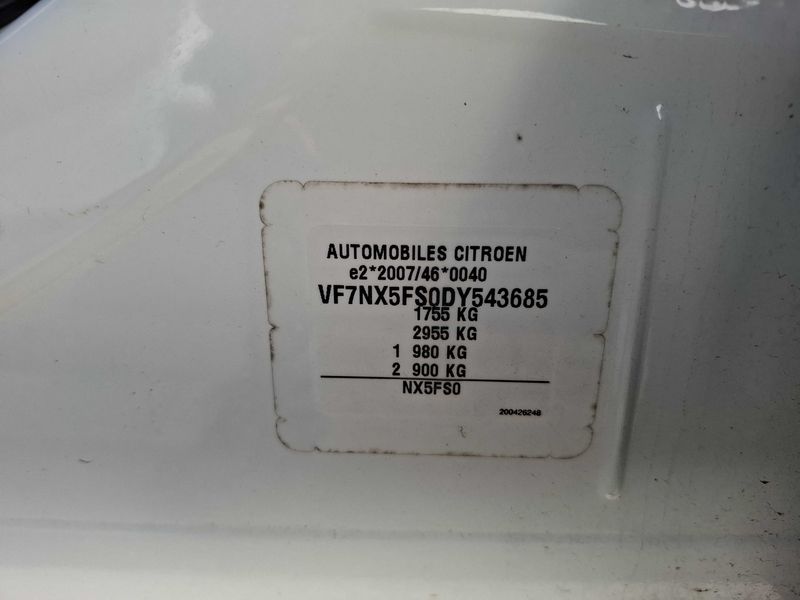 AUTOMOBILES CITROEN
e2*2007/46*0040
VF7NX5FS0DY543685
1755 KG
2955 KG
1 980 KG
2 900 KG
NX5FS0
200426248